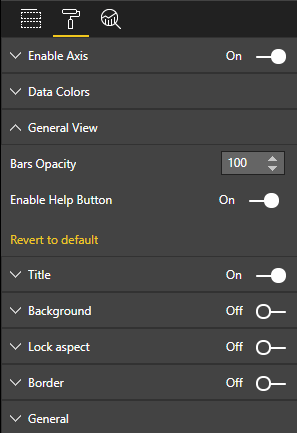 Enable Axis On
Data Colors
General View
Bars Opacity 100
Enable Help Button On
Revert to default
Title On
Background Off
Lock aspect Off
Border Off
General